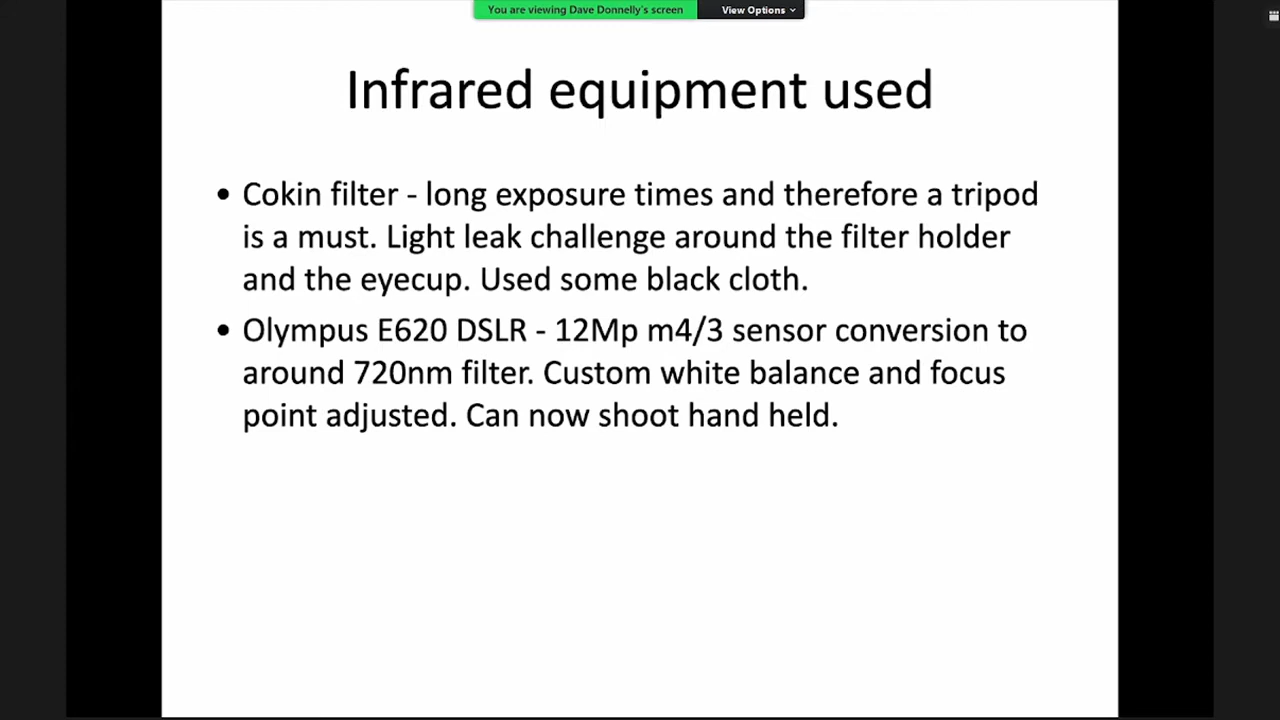 You are viewing Dave Donnelly's screen
View Options
Infrared equipment used
• Cokin filter - long exposure times and therefore a tripod
is a must. Light leak challenge around the filter holder
and the eyecup. Used some black cloth.
• Olympus E620 DSLR - 12Mp m4/3 sensor conversion to
around 720nm filter. Custom white balance and focus
point adjusted. Can now shoot hand held.